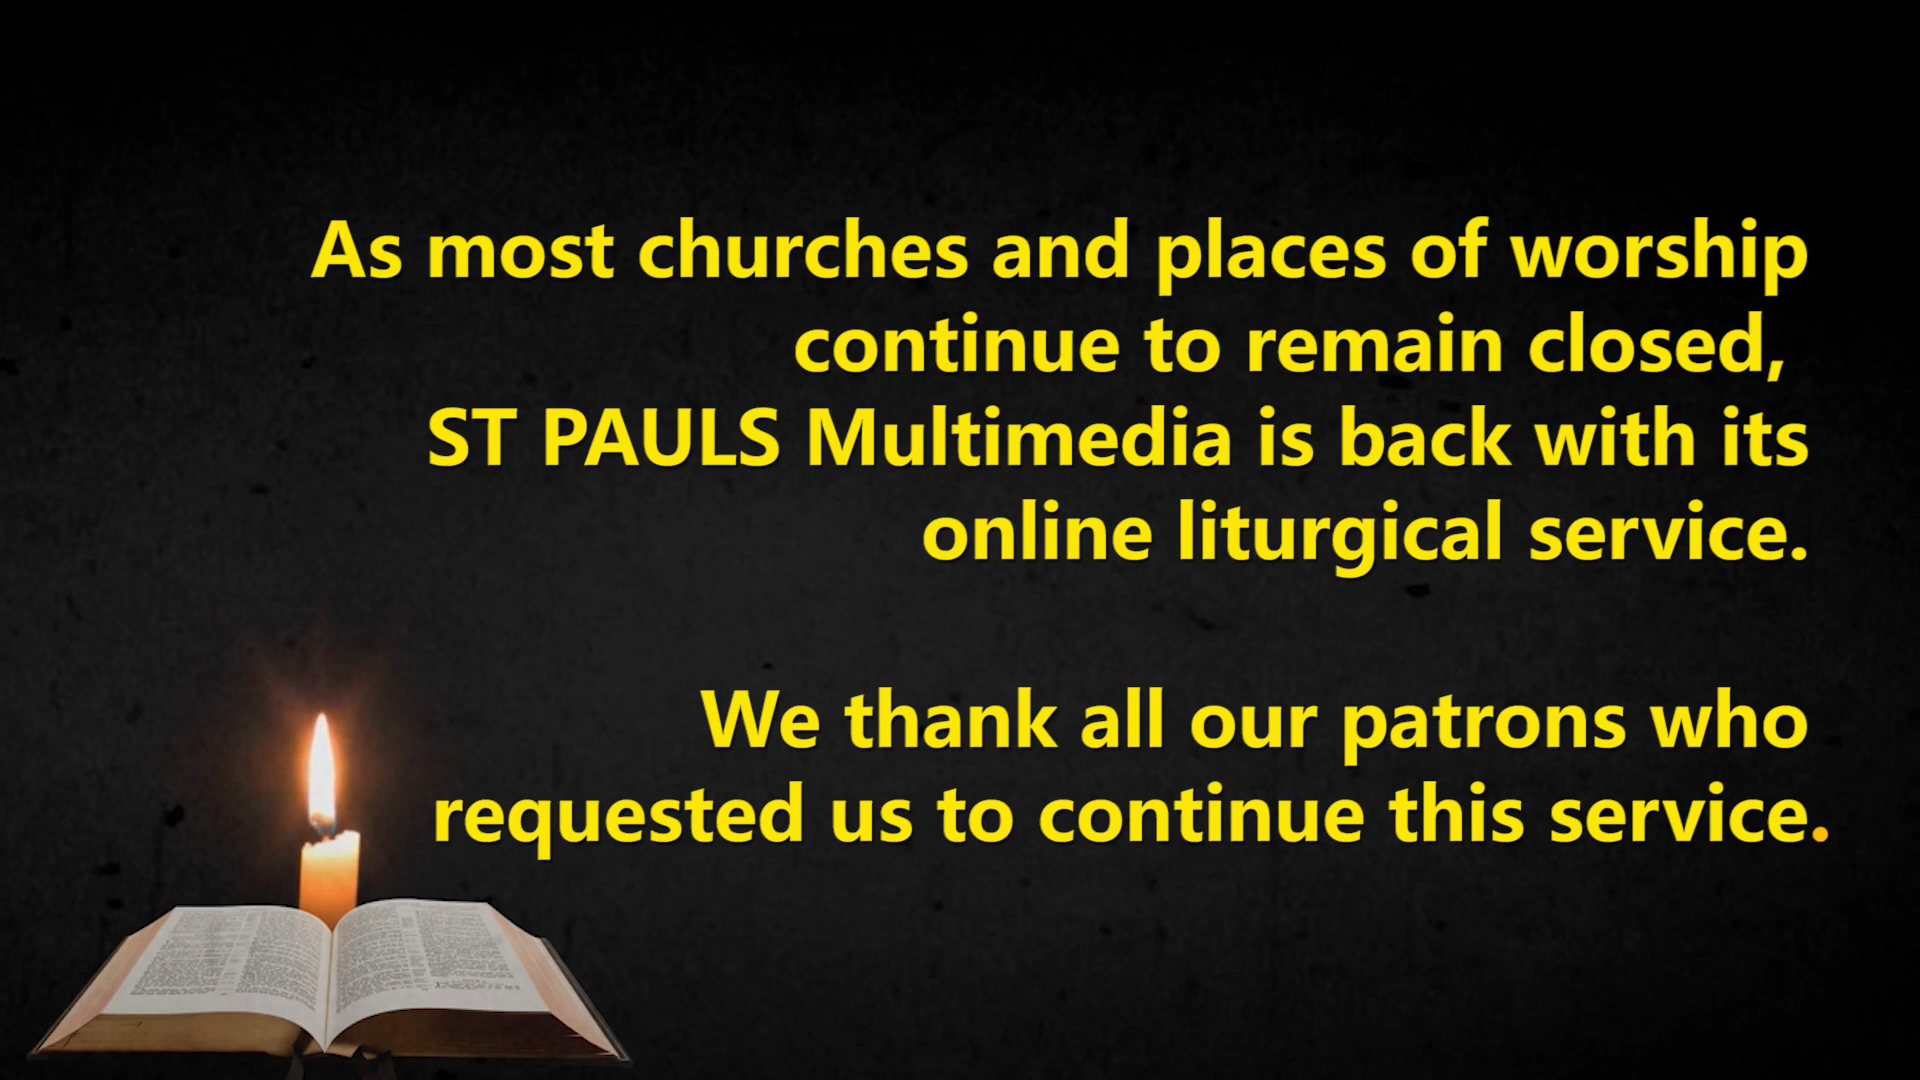 As most churches and places of worship
continue to remain closed,
ST PAULS Multimedia is back with its
online liturgical service.
We thank all our patrons who
requested us to continue this service.